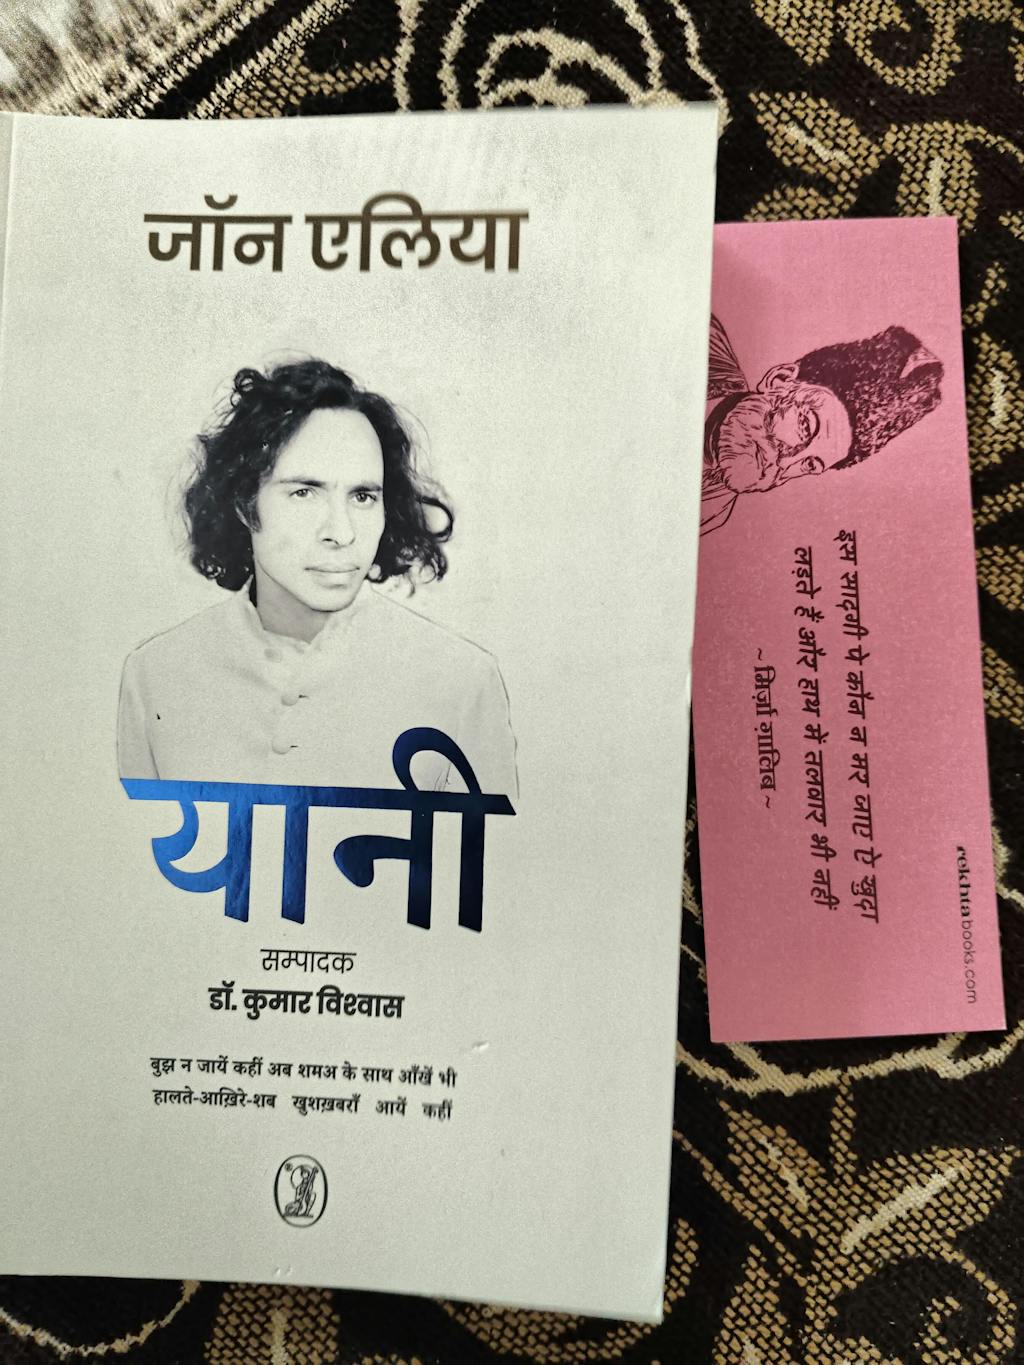 जॉन एलिया
यानी
सम्पादक
डॉ. कुमार विश्वास
बुझ न जायें कहीं अब शमअ के साथ आँखें भी
हालते-आख़िरे-शब खुशख़बराँ आयें कहीं
इस सादगी पे कौन न मर जाए ऐ ख़ुदा
लड़ते हैं और हाथ में तलवार भी नहीं
~ मिर्ज़ा ग़ालिब ~
rekhtabooks.com